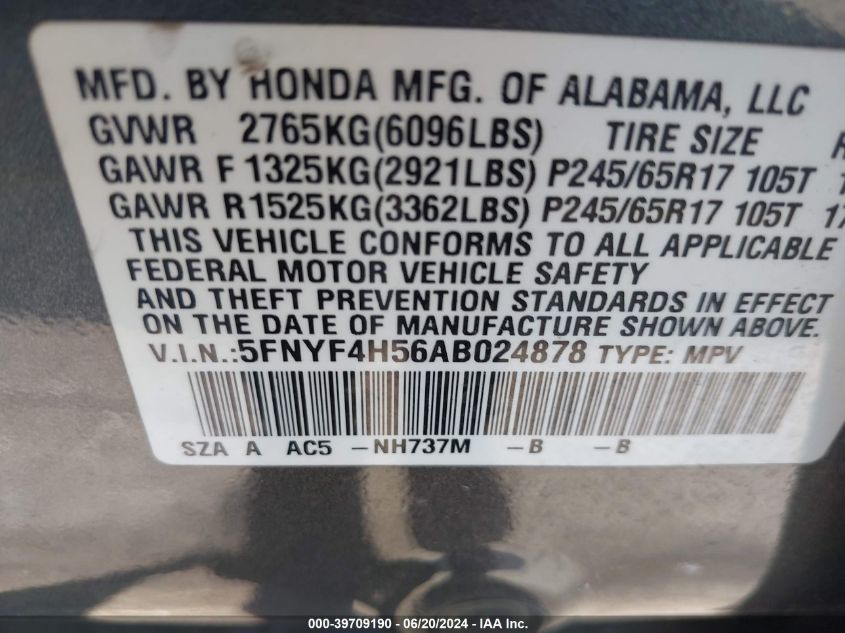 MFD. BY HONDA MFG. OF ALABAMA, LLC
GVWR 2765KG(6096LBS) TIRE SIZE
GAWR F 1325KG(2921LBS) P245/65R17 105T
GAWR R1525KG(3362LBS) P245/65R17 105T 17
THIS VEHICLE CONFORMS TO ALL APPLICABLE
FEDERAL MOTOR VEHICLE SAFETY
AND THEFT PREVENTION STANDARDS IN EFFECT
ON THE DATE OF MANUFACTURE SHOWN ABOVE.
V.I.N.:5FNYF4H56AB024878 TYPE: MPV
SZA A AC5 -NH737M -B -B
000-39709190 - 06/20/2024 - IAA Inc.